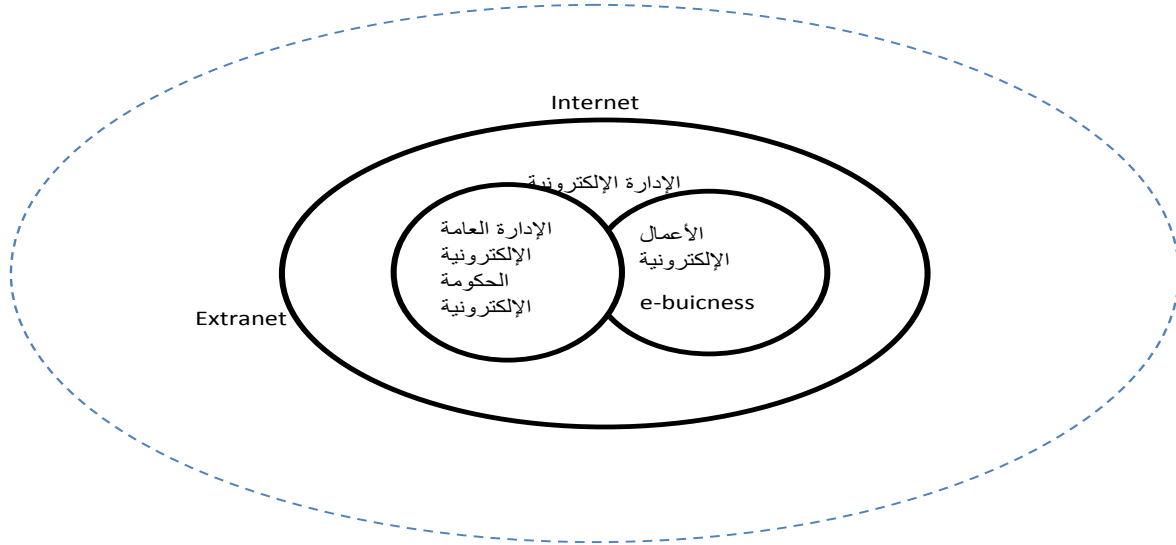 Internet
الإدارة الإلكترونية
الإدارة العامة
الإلكترونية
الحكومة
الإلكترونية
الأعمال
الإلكترونية
e-buicness
Extranet